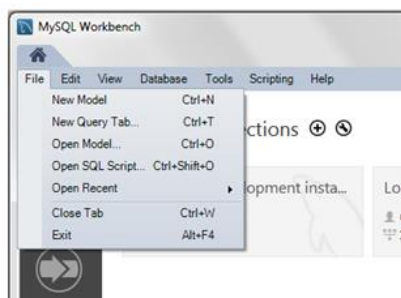 MySQL Workbench
File Edit View Database Tools Scripting Help
New Model Ctrl+N
New Query Tab... Ctrl+T
Open Model... Ctrl+O
Open SQL Script... Ctrl+Shift+O
Open Recent
Close Tab Ctrl+W
Exit Alt+F4
ctions
opment insta...
Lo